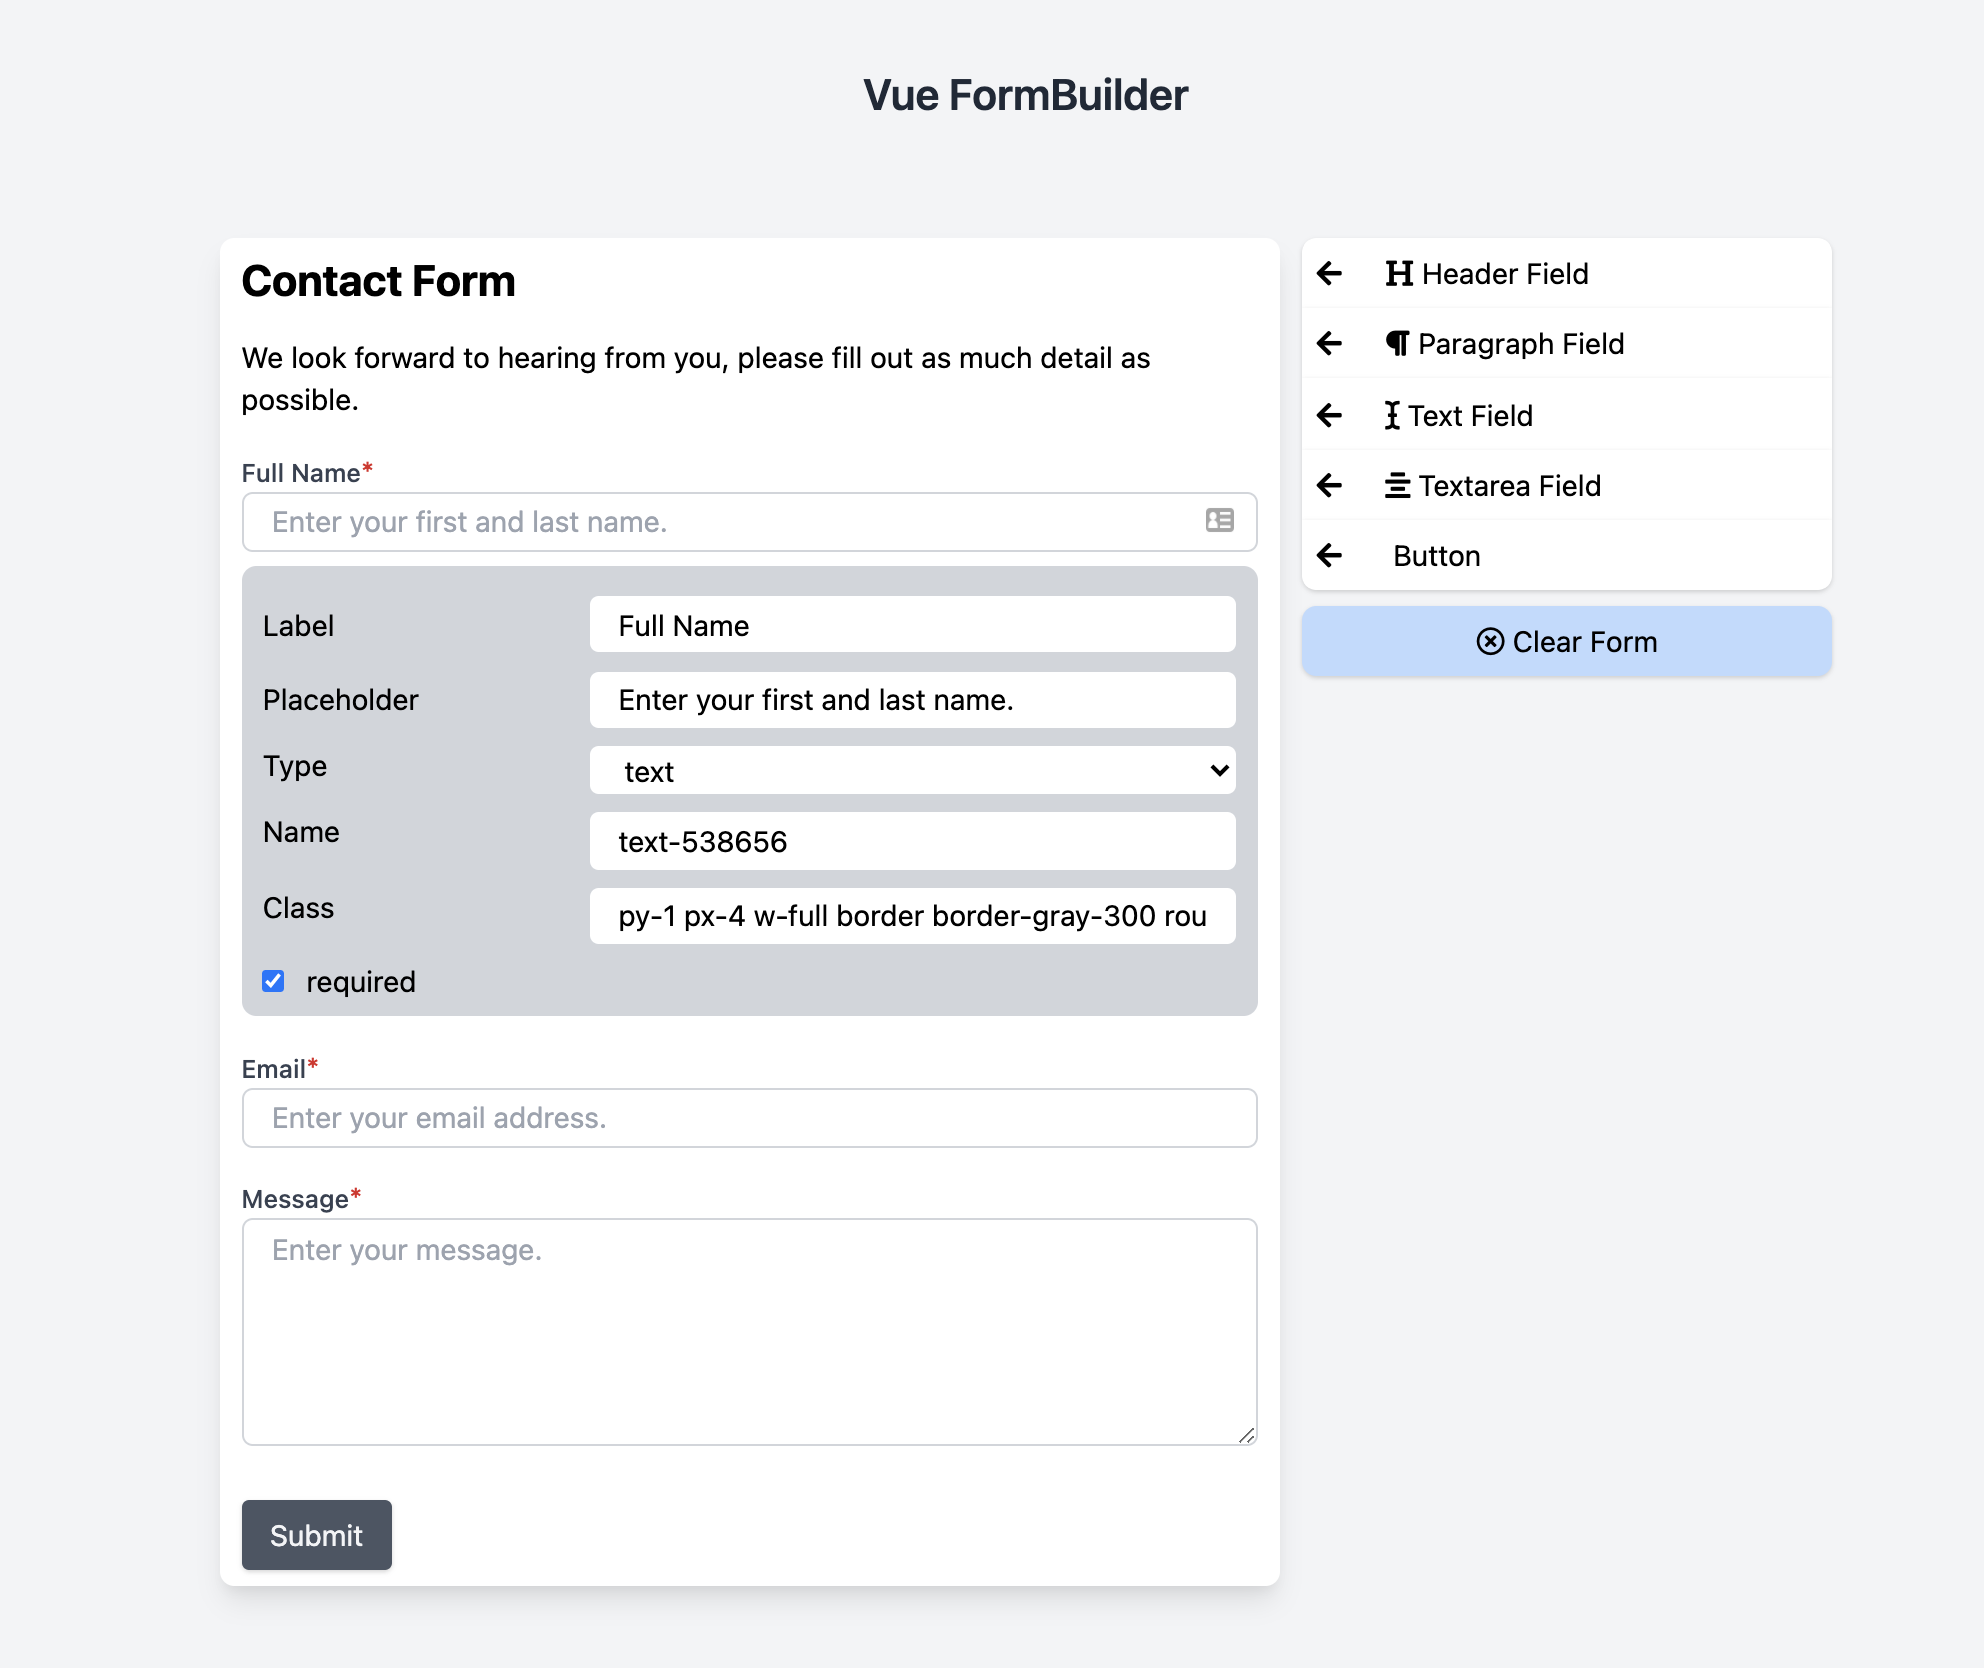 Vue FormBuilder
Contact Form
We look forward to hearing from you, please fill out as much detail as
possible.
Full Name*
Enter your first and last name.
Label
Full Name
Placeholder
Enter your first and last name.
Type
text
Name
text-538656
Class
py-1 px-4 w-full border border-gray-300 rou
required
Email*
Enter your email address.
Message*
Enter your message.
Submit
Header Field
Paragraph Field
Text Field
Textarea Field
Button
Clear Form